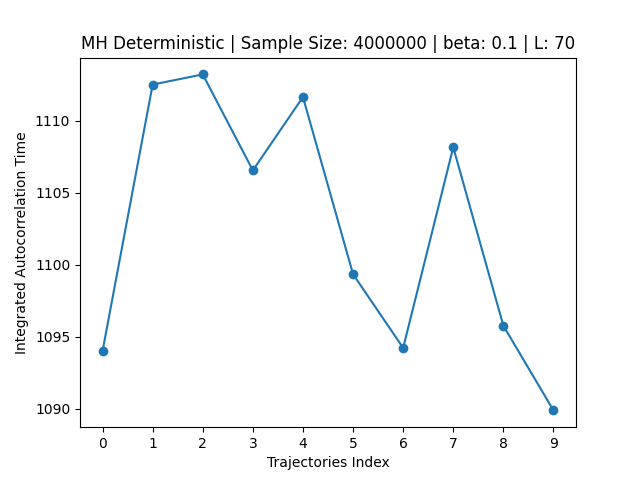 MH Deterministic | Sample Size: 4000000 | beta: 0.1 | L: 70
Integrated Autocorrelation Time
1110
1105
1100
1095
1090
0 1 2 3 4 5 6 7 8 9
Trajectories Index